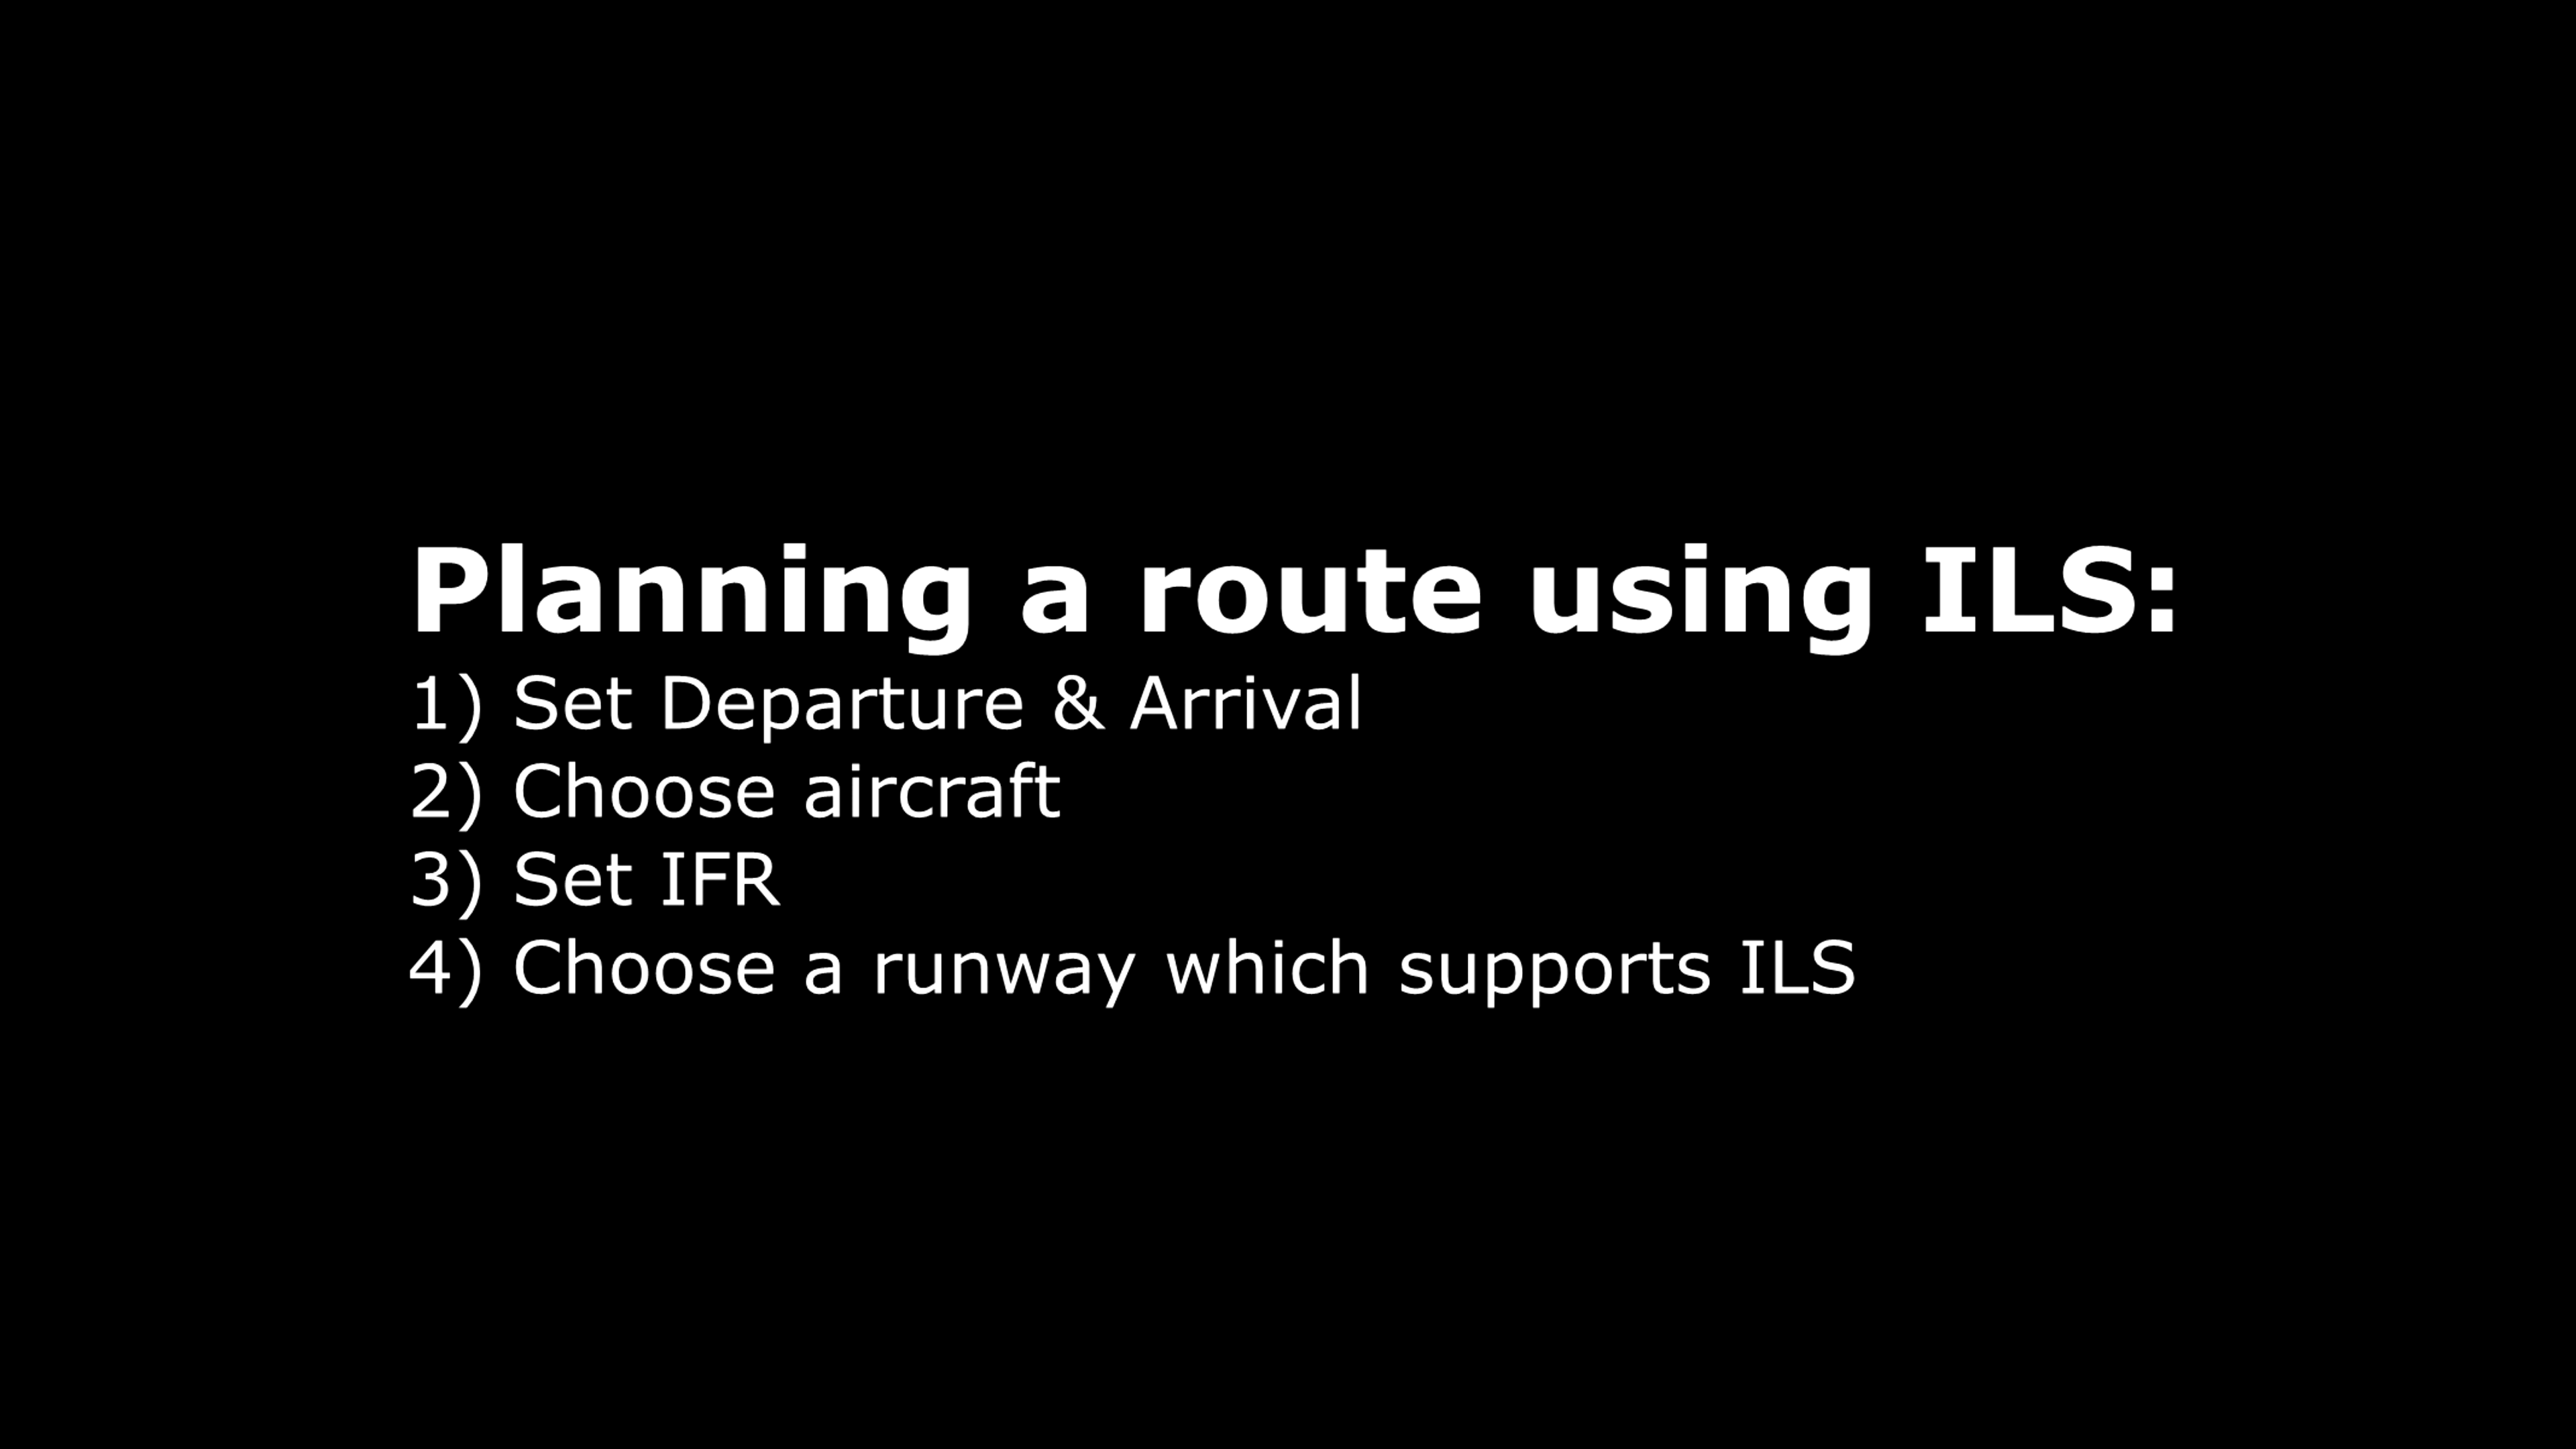 Planning a route using ILS:
1) Set Departure & Arrival
2) Choose aircraft
3) Set IFR
4) Choose a runway which supports ILS